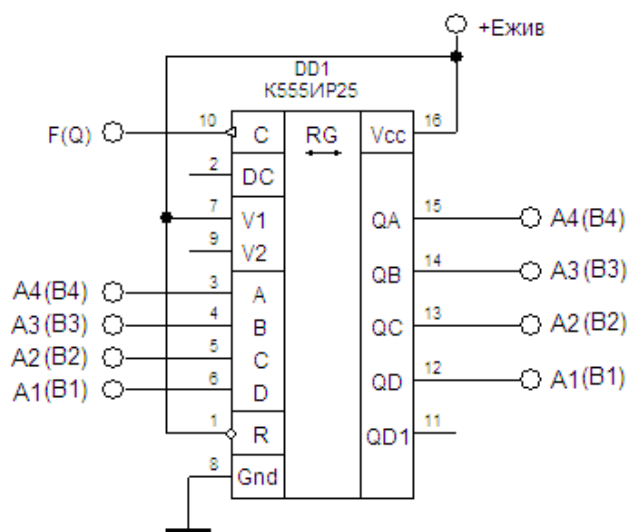 +Eжив
DD1
К555ИР25
F(Q) 10 C RG Vcc 16
2 DC
7 V1 QA 15 A4(B4)
9 V2
QB 14 A3(B3)
A4(B4) 3 A
A3(B3) 4 B QC 13 A2(B2)
A2(B2) 5 C
A1(B1) 6 D QD 12 A1(B1)
1 R QD1 11
8 Gnd